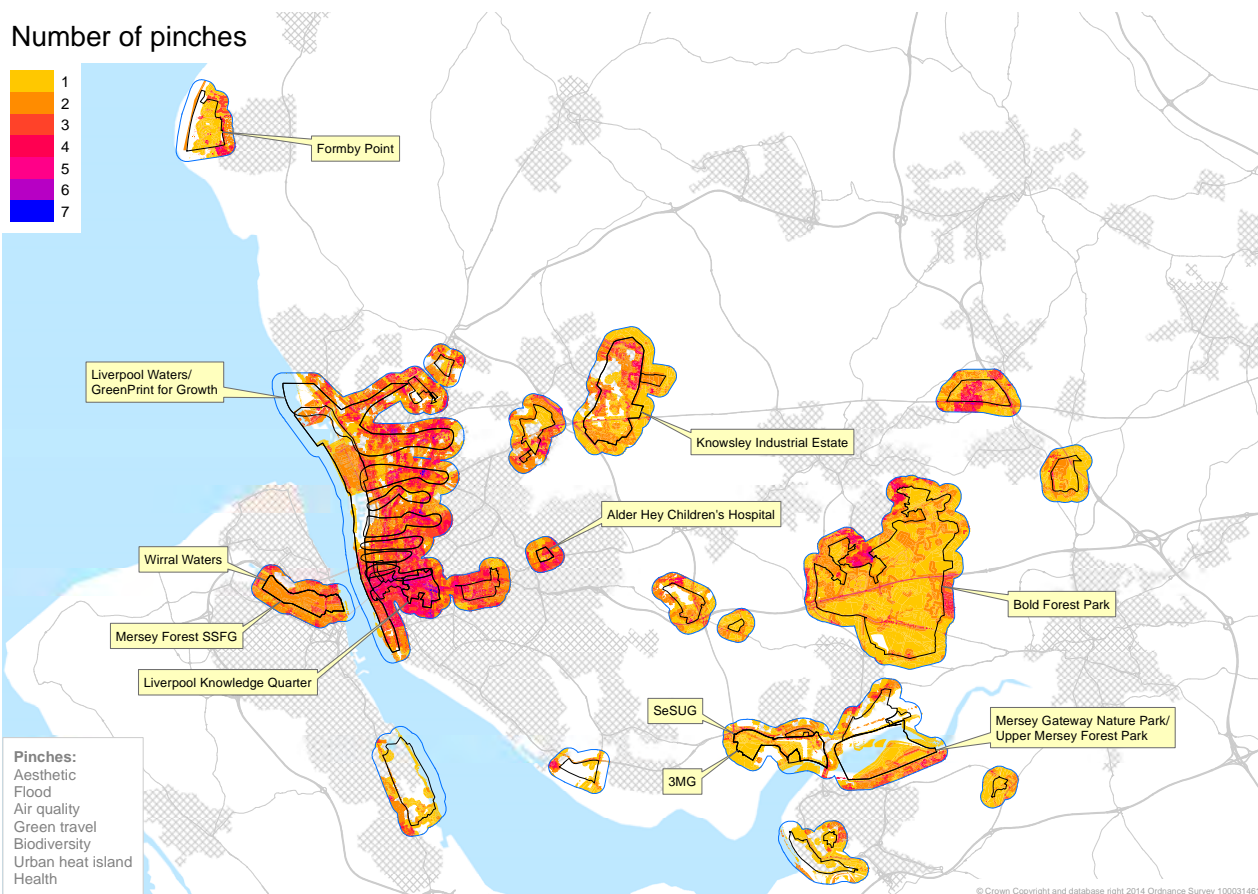 Number of pinches
1
2
3
4
5
6
7
Formby Point
Liverpool Waters/
GreenPrint for Growth
Knowsley Industrial Estate
Alder Hey Children's Hospital
Wirral Waters
Bold Forest Park
Mersey Forest SSFG
Liverpool Knowledge Quarter
SeSUG
Mersey Gateway Nature Park/
Upper Mersey Forest Park
3MG
Pinches:
Aesthetic
Flood
Air quality
Green travel
Biodiversity
Urban heat island
Health
© Crown Copyright and database right 2014 Ordnance Survey